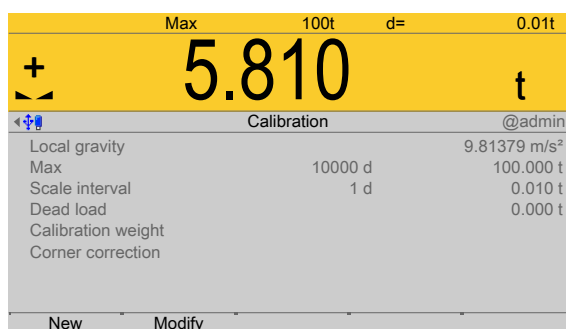 Max 100t d= 0.01t
+ 5.810 t
Calibration @admin
Local gravity 9.81379 m/s²
Max 10000 d 100.000 t
Scale interval 1 d 0.010 t
Dead load 0.000 t
Calibration weight
Corner correction
New Modify